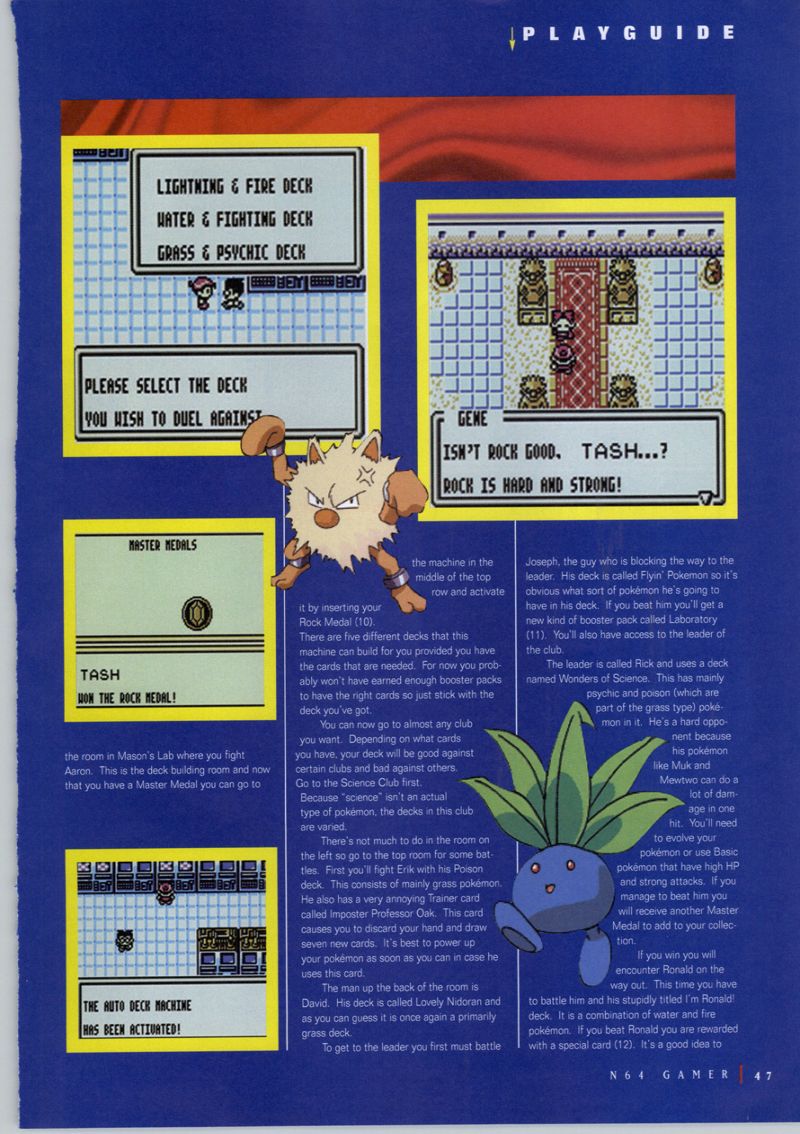 PLAYGUIDE
LIGHTNING & FIRE DECK
WATER & FIGHTING DECK
GRASS & PSYCHIC DECK
PLEASE SELECT THE DECK
YOU WISH TO DUEL AGAINST
GENE
ISN'T ROCK GOOD, TASH...?
ROCK IS HARD AND STRONG!
MASTER MEDALS
TASH
WON THE ROCK MEDAL!
the room in Mason's Lab where you fight
Aaron. This is the deck building room and now
that you have a Master Medal you can go to
THE AUTO DECK MACHINE
HAS BEEN ACTIVATED!
the machine in the
middle of the top
row and activate
it by inserting your
Rock Medal (10).
There are five different decks that this
machine can build for you provided you have
the cards that are needed. For now you prob-
ably won't have earned enough booster packs
to have the right cards so just stick with the
deck you've got.
You can now go to almost any club
you want. Depending on what cards
you have, your deck will be good against
certain clubs and bad against others.
Go to the Science Club first.
Because "science" isn't an actual
type of pokémon, the decks in this club
are varied.
There's not much to do in the room on
the left so go to the top room for some bat-
tles. First you'll fight Erik with his Poison
deck. This consists of mainly grass pokémon.
He also has a very annoying Trainer card
called Imposter Professor Oak. This card
causes you to discard your hand and draw
seven new cards. It's best to power up
your pokémon as soon as you can in case he
uses this card.
The man up the back of the room is
David. His deck is called Lovely Nidoran and
as you can guess it is once again a primarily
grass deck.
To get to the leader you first must battle
Joseph, the guy who is blocking the way to the
leader. His deck is called Flyin' Pokemon so it's
obvious what sort of pokémon he's going to
have in his deck. If you beat him you'll get a
new kind of booster pack called Laboratory
(11). You'll also have access to the leader of
the club.
The leader is called Rick and uses a deck
named Wonders of Science. This has mainly
psychic and poison (which are
part of the grass type) poké-
mon in it. He's a hard oppo-
nent because
his pokémon
like Muk and
Mewtwo can do a
lot of dam-
age in one
hit. You'll need
to evolve your
pokémon or use Basic
pokémon that have high HP
and strong attacks. If you
manage to beat him you
will receive another Master
Medal to add to your collec-
tion.
If you win you will
encounter Ronald on the
way out. This time you have
to battle him and his stupidly titled I'm Ronald!
deck. It is a combination of water and fire
pokémon. If you beat Ronald you are rewarded
with a special card (12). It's a good idea to
N64 GAMER 47